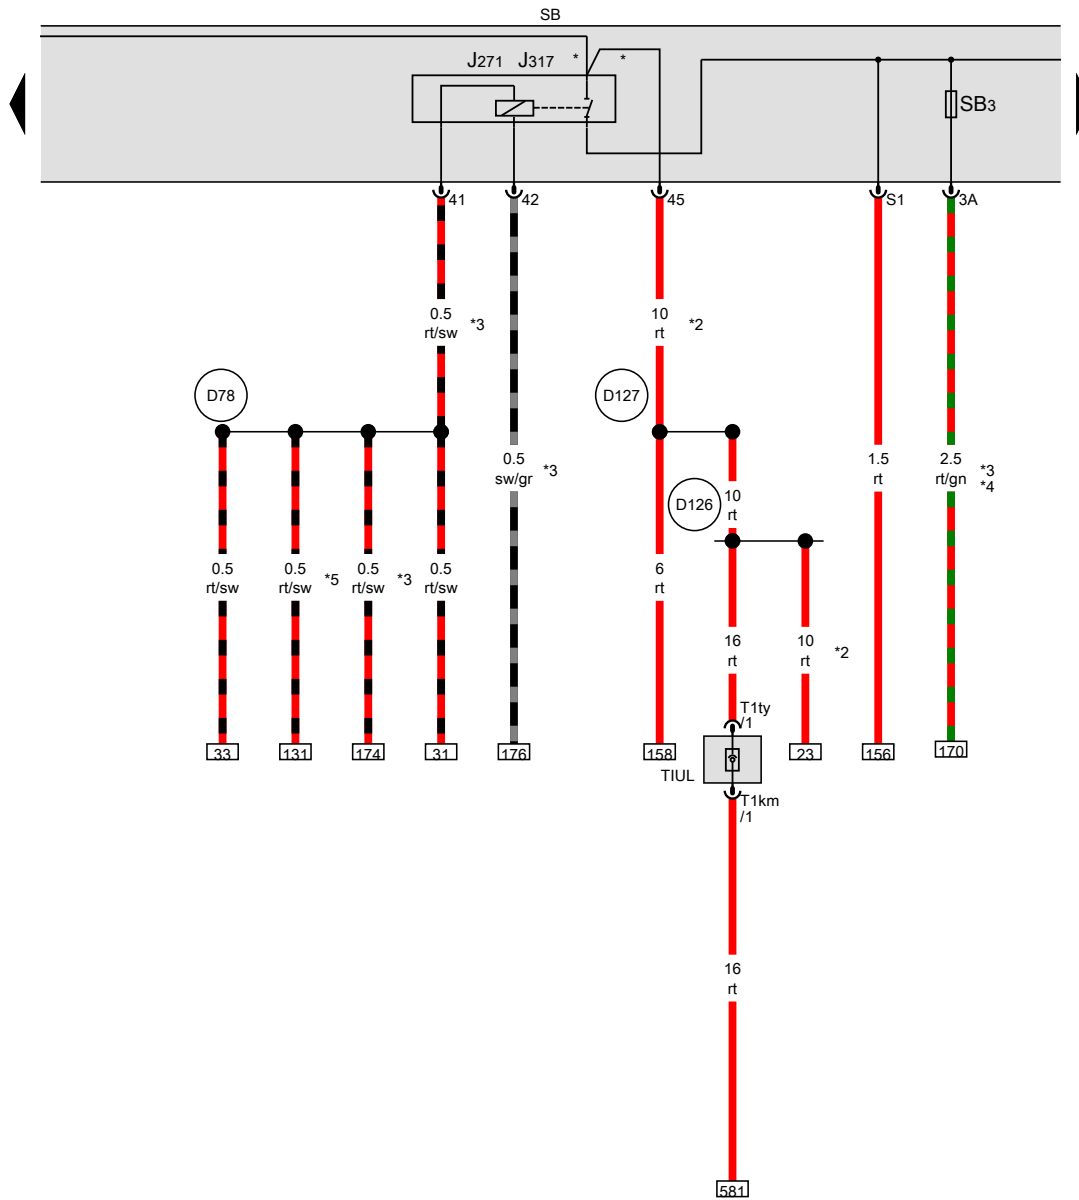 SB
J271 J317 * *
SB3
41
42
45
S1
3A
0.5
rt/sw
*3
10
rt
*2
D78
D127
0.5
sw/gr
*3
1.5
rt
2.5
rt/gn
*3
*4
D126
10
rt
0.5
rt/sw
0.5
rt/sw
*5
0.5
rt/sw
*3
0.5
rt/sw
6
rt
16
rt
10
rt
*2
T1ty
/1
33
131
174
31
176
158
23
156
170
TIUL
T1km
/1
16
rt
581